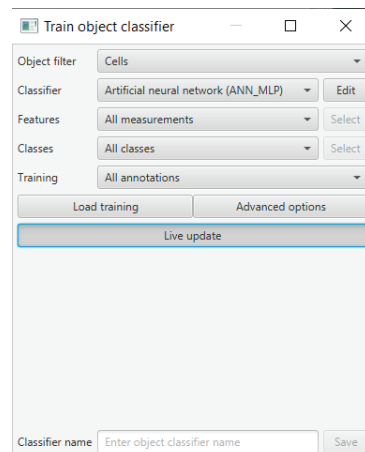 Train object classifier
Object filter Cells
Classifier Artificial neural network (ANN_MLP) Edit
Features All measurements Select
Classes All classes Select
Training All annotations
Load training Advanced options
Live update
Classifier name Enter object classifier name Save